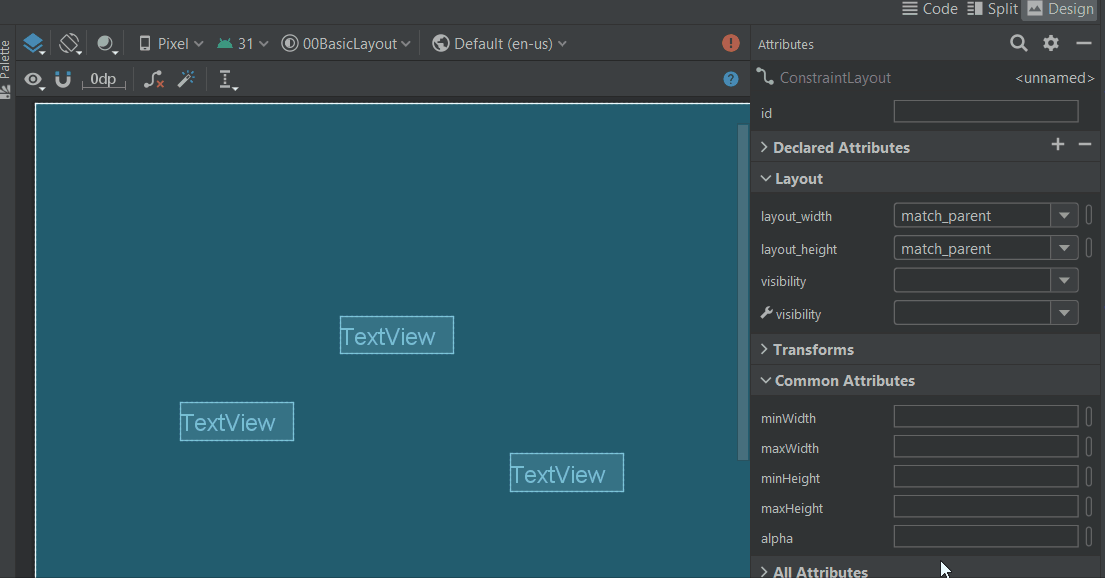 Code Split Design
Palette
Pixel 31 00BasicLayout Default (en-us)
0dp
TextView
TextView
TextView
Attributes
ConstraintLayout <unnamed>
id
Declared Attributes
Layout
layout_width match_parent
layout_height match_parent
visibility
visibility
Transforms
Common Attributes
minWidth
maxWidth
minHeight
maxHeight
alpha
All Attributes